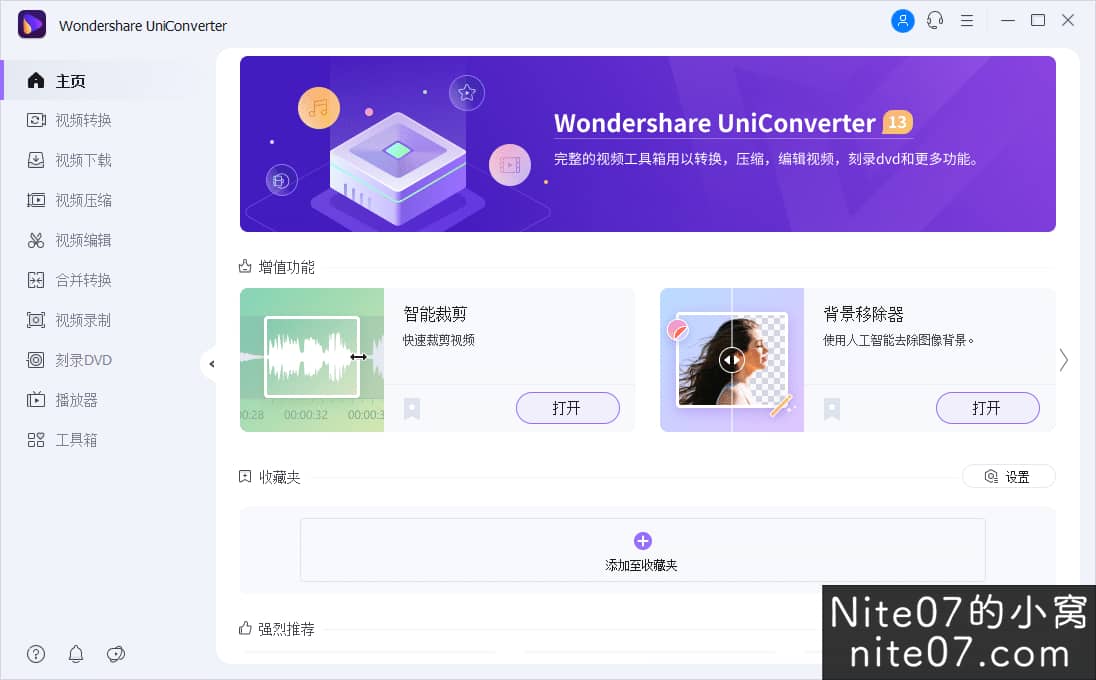 Wondershare UniConverter
主页
视频转换
视频下载
视频压缩
视频编辑
合并转换
视频录制
刻录DVD
播放器
工具箱
Wondershare UniConverter 13
完整的视频工具箱用以转换，压缩，编辑视频，刻录dvd和更多功能。
增值功能
智能裁剪
快速裁剪视频
00:00:32
打开
背景移除器
使用人工智能去除图像背景。
打开
收藏夹
设置
添加至收藏夹
强烈推荐
Nite07的小窝
nite07.com